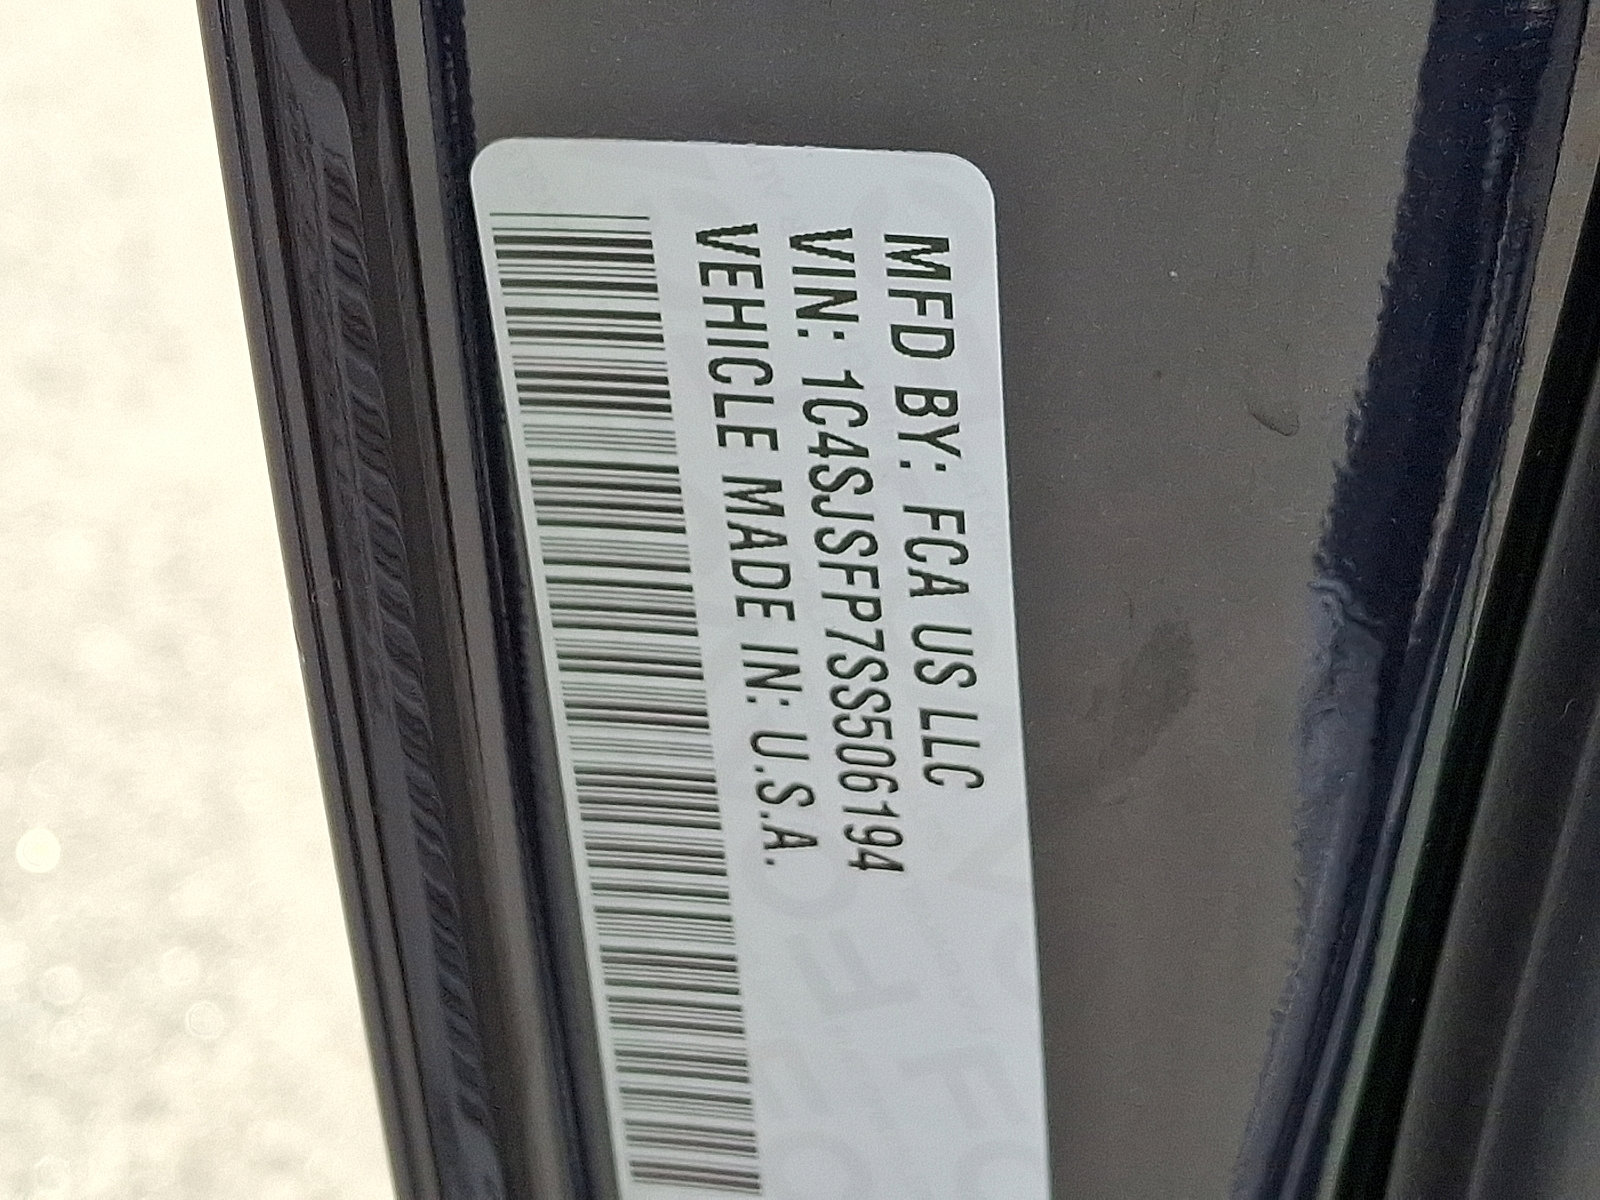 MFD BY: FCA US LLC
VIN: 1C4SJSFP7SS506194
VEHICLE MADE IN: U.S.A.